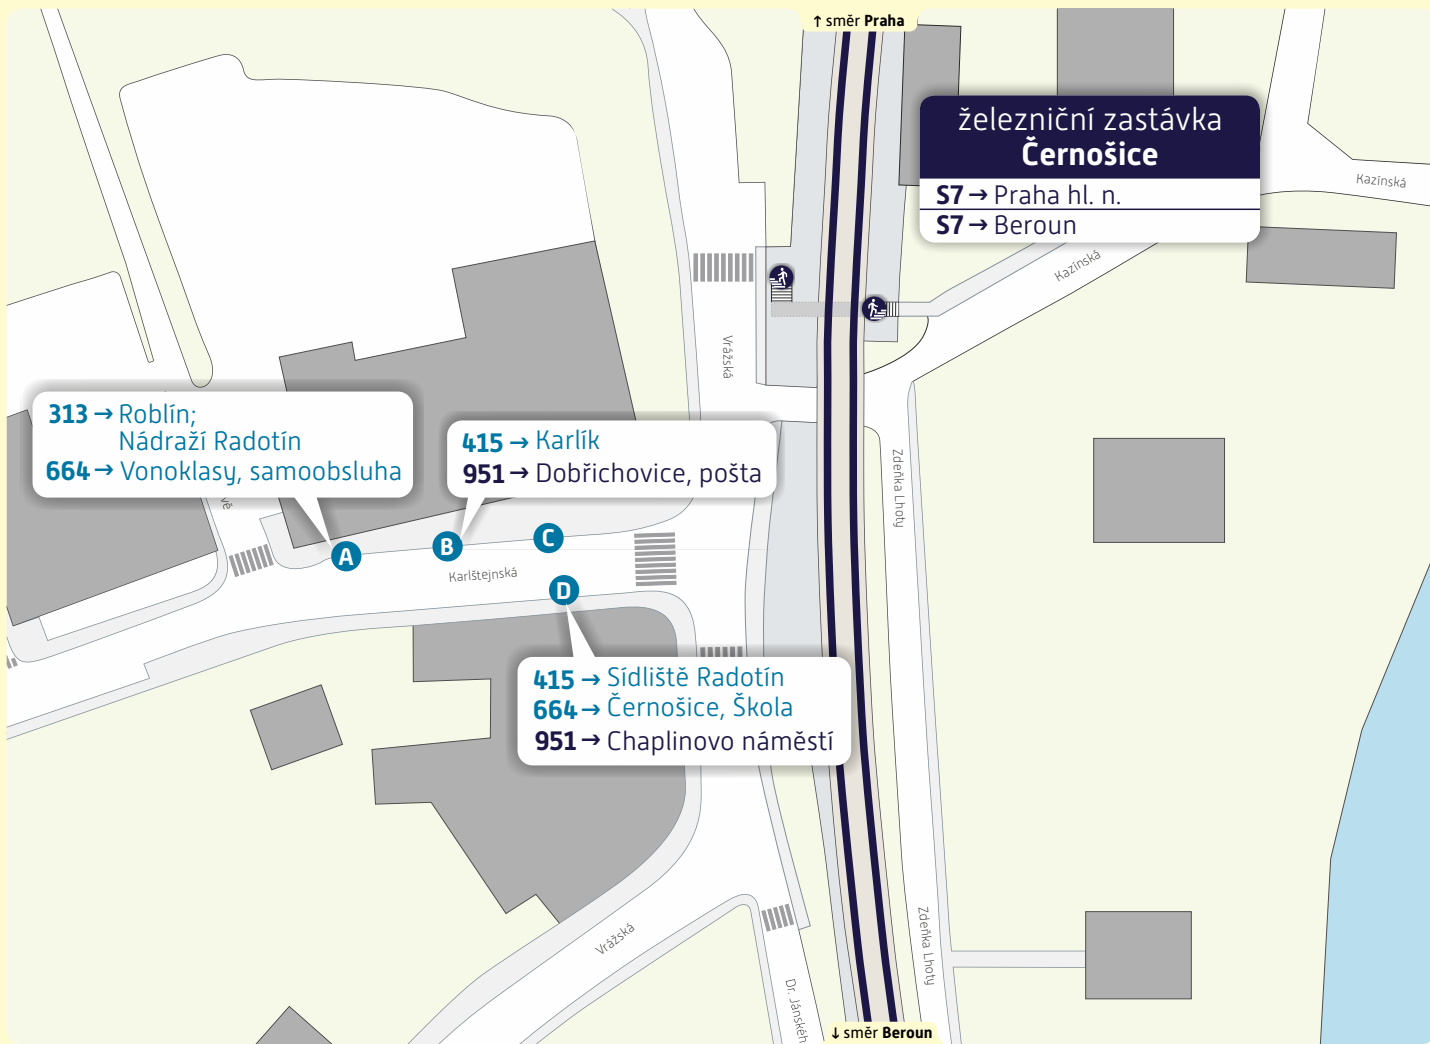 ↑ směr Praha
železniční zastávka
Černošice
S7 → Praha hl. n.
S7 → Beroun
Kazínská
Kazínská
Vrážská
313 → Roblín;
Nádraží Radotín
664 → Vonoklasy, samoobsluha
415 → Karlík
951 → Dobřichovice, pošta
Zdeňka Lhoty
A
B
C
Karlštejnská
D
415 → Sídliště Radotín
664 → Černošice, Škola
951 → Chaplinovo náměstí
Vrážská
Zdeňka Lhoty
Dr. Jánského
↓ směr Beroun